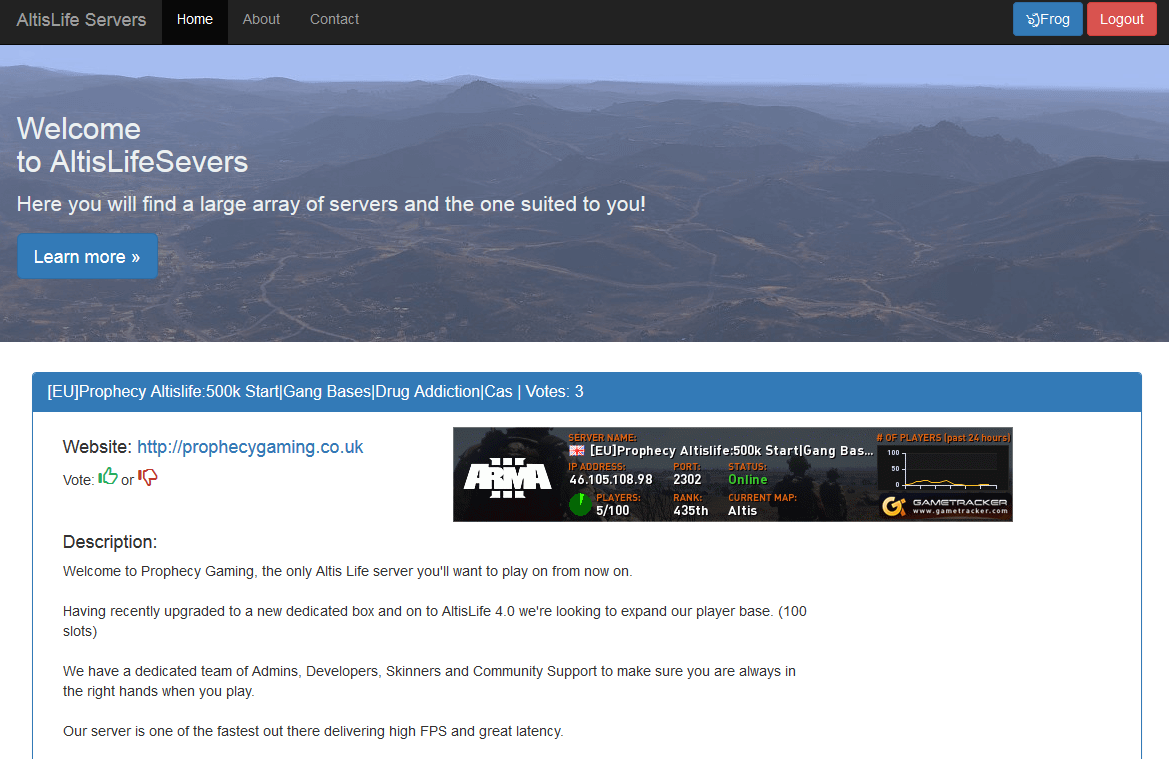 AltisLife Servers Home About Contact Frog Logout
Welcome
to AltisLifeSevers
Here you will find a large array of servers and the one suited to you!
Learn more »
[EU]Prophecy Altislife:500k Start|Gang Bases|Drug Addiction|Cas | Votes: 3
Website: http://prophecygaming.co.uk
Vote: or
SERVER NAME:
[EU]Prophecy Altislife:500k Start|Gang Bas...
IP ADDRESS: PORT: STATUS:
46.105.108.98 2302 Online
PLAYERS: RANK: CURRENT MAP:
5/100 435th Altis
ARMA
III
# OF PLAYERS (past 24 hours)
100
50
0
GAMETRACKER
www.gametracker.com
Description:
Welcome to Prophecy Gaming, the only Altis Life server you'll want to play on from now on.
Having recently upgraded to a new dedicated box and on to AltisLife 4.0 we're looking to expand our player base. (100
slots)
We have a dedicated team of Admins, Developers, Skinners and Community Support to make sure you are always in
the right hands when you play.
Our server is one of the fastest out there delivering high FPS and great latency.